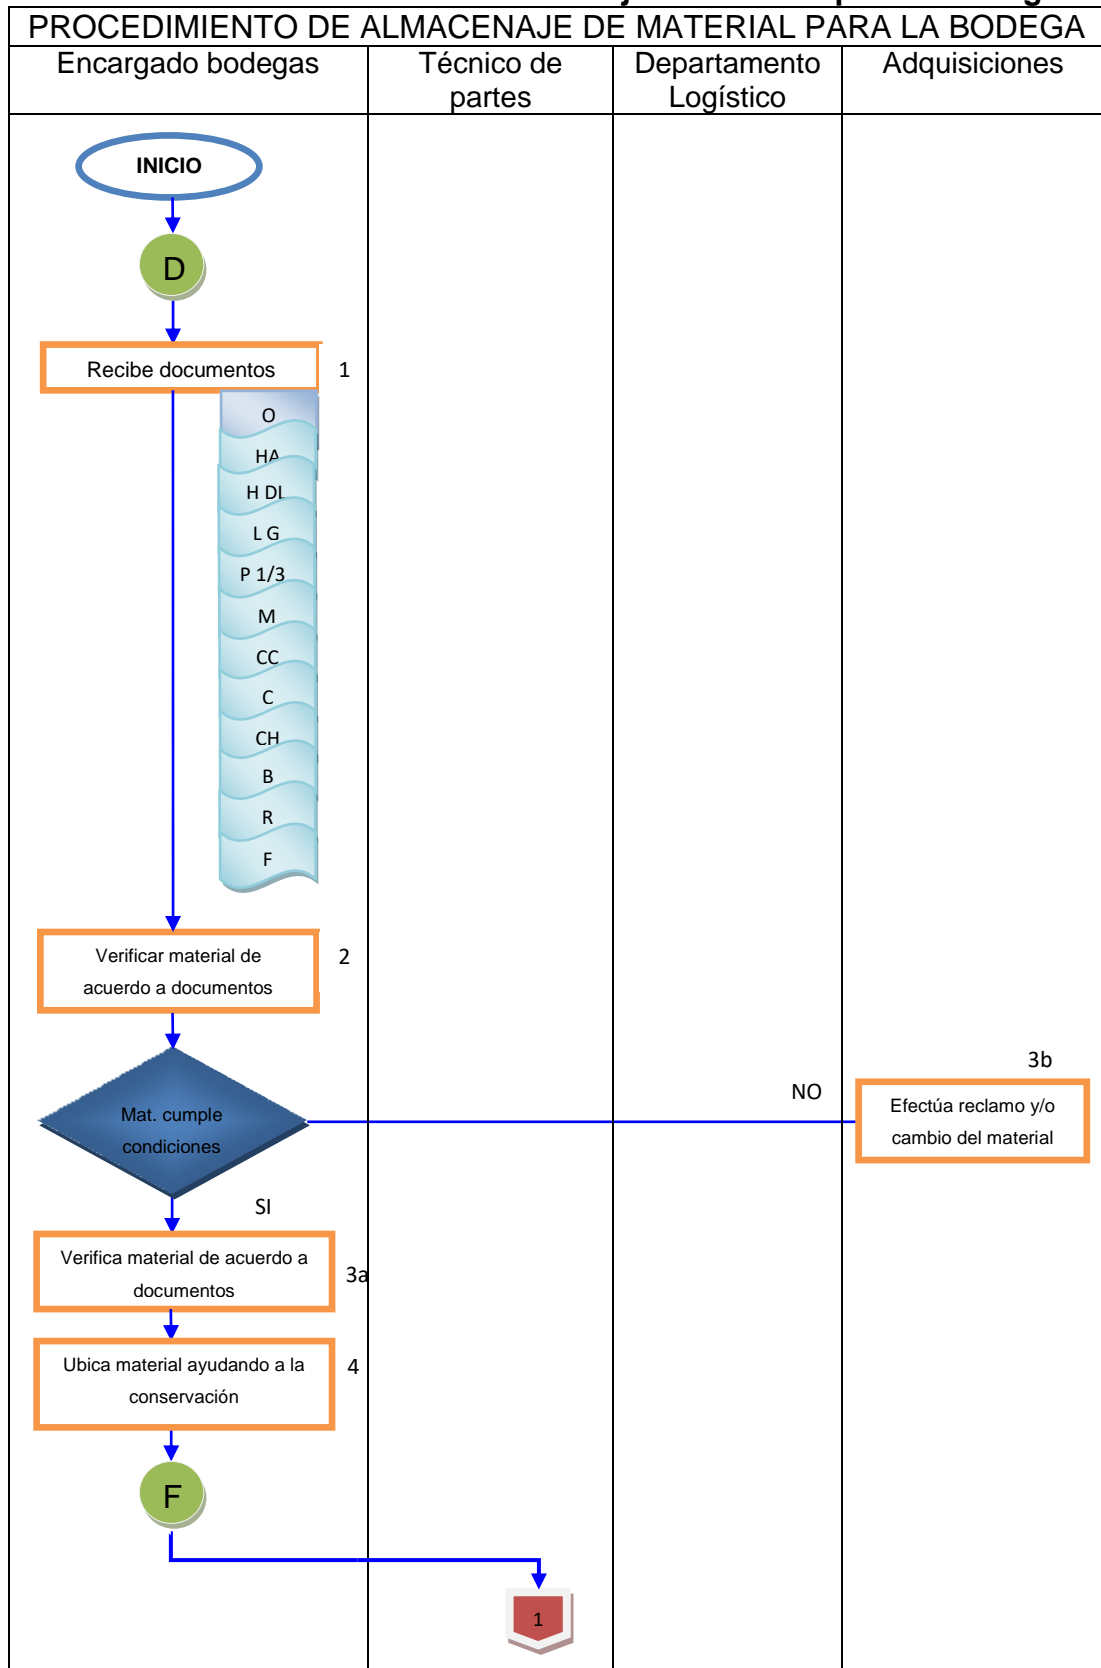 PROCEDIMIENTO DE ALMACENAJE DE MATERIAL PARA LA BODEGA
Encargado bodegas
Técnico de
partes
Departamento
Logístico
Adquisiciones
INICIO
D
Recibe documentos
1
O
HA
H DL
L G
P 1/3
M
CC
C
CH
B
R
F
Verificar material de
acuerdo a documentos
2
Mat. cumple
condiciones
NO
3b
Efectúa reclamo y/o
cambio del material
SI
Verifica material de acuerdo a
documentos
3a
Ubica material ayudando a la
conservación
4
F
1